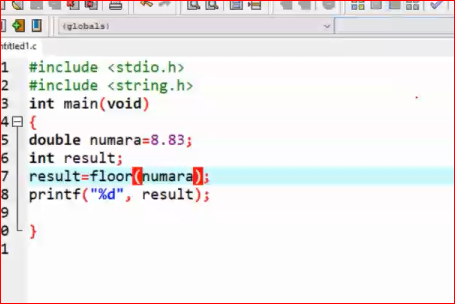 (globals)
ntitled1.c
1 #include <stdio.h>
2 #include <string.h>
3 int main(void)
4 {
5 double numara=8.83;
6 int result;
7 result=floor(numara);
8 printf("%d", result);
9
0 }
1